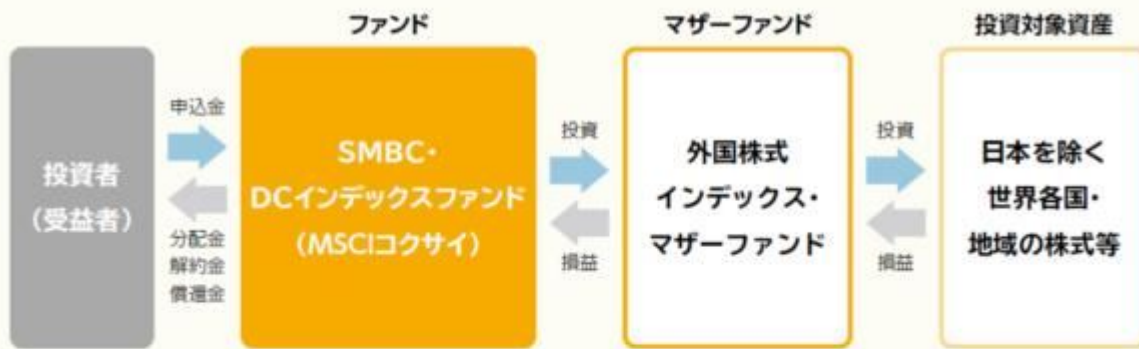 ファンド
マザーファンド
投資対象資産
投資者
（受益者）
申込金
分配金
解約金
償還金
SMBC・
DCインデックスファンド
（MSCIコクサイ）
投資
損益
外国株式
インデックス・
マザーファンド
投資
損益
日本を除く
世界各国・
地域の株式等